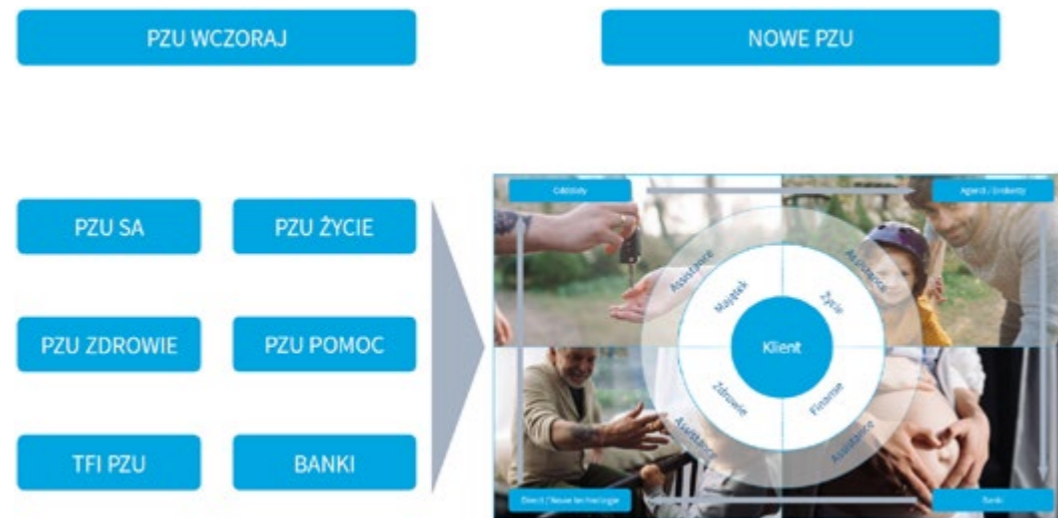 PZU WCZORAJ
NOWE PZU
PZU SA
PZU ŻYCIE
PZU ZDROWIE
PZU POMOC
TFI PZU
BANKI
Oddziały
Agenci / Brokerzy
Assistance
Assistance
Majątek
Życie
Klient
Zdrowie
Finanse
Assistance
Assistance
Direct / Nowe technologie
Banki